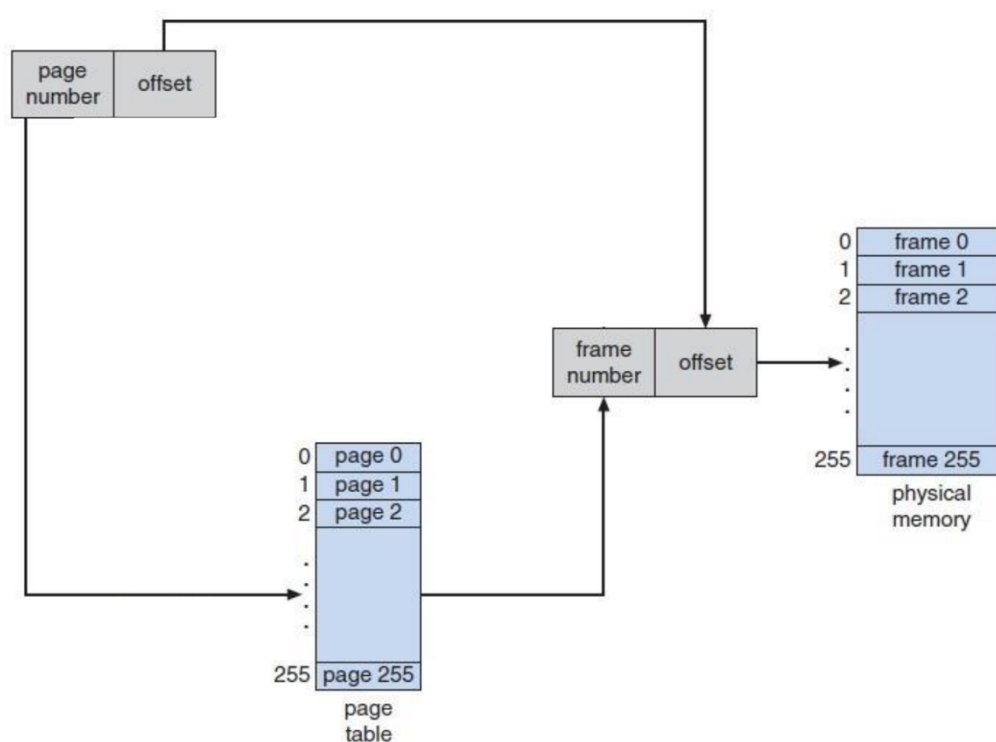 page
number
offset
0 frame 0
1 frame 1
2 frame 2
.
.
.
.
255 frame 255
physical
memory
frame
number
offset
0 page 0
1 page 1
2 page 2
.
.
.
.
255 page 255
page
table